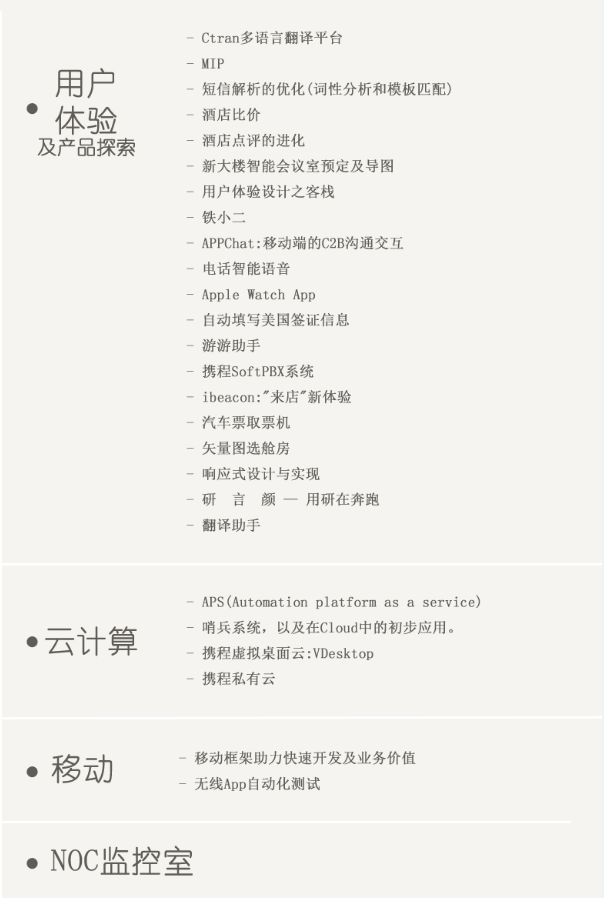 用户
体验
及产品探索
- Ctran多语言翻译平台
- MIP
- 短信解析的优化(词性分析和模板匹配)
- 酒店比价
- 酒店点评的进化
- 新大楼智能会议室预定及导图
- 用户体验设计之客栈
- 铁小二
- APPChat:移动端的C2B沟通交互
- 电话智能语音
- Apple Watch App
- 自动填写美国签证信息
- 游游助手
- 携程SoftPBX系统
- ibeacon:"来店"新体验
- 汽车票取票机
- 矢量图选舱房
- 响应式设计与实现
- 研 言 颜 — 用研在奔跑
- 翻译助手
云计算
- APS(Automation platform as a service)
- 哨兵系统，以及在Cloud中的初步应用。
- 携程虚拟桌面云:VDesktop
- 携程私有云
移动
- 移动框架助力快速开发及业务价值
- 无线App自动化测试
NOC监控室